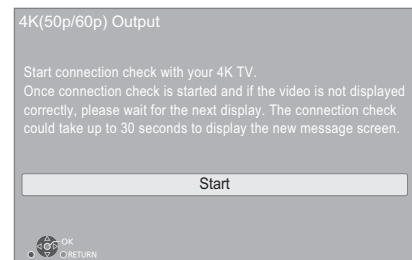 4K(50p/60p) Output
Start connection check with your 4K TV.
Once connection check is started and if the video is not displayed
correctly, please wait for the next display. The connection check
could take up to 30 seconds to display the new message screen.
Start
OK
RETURN